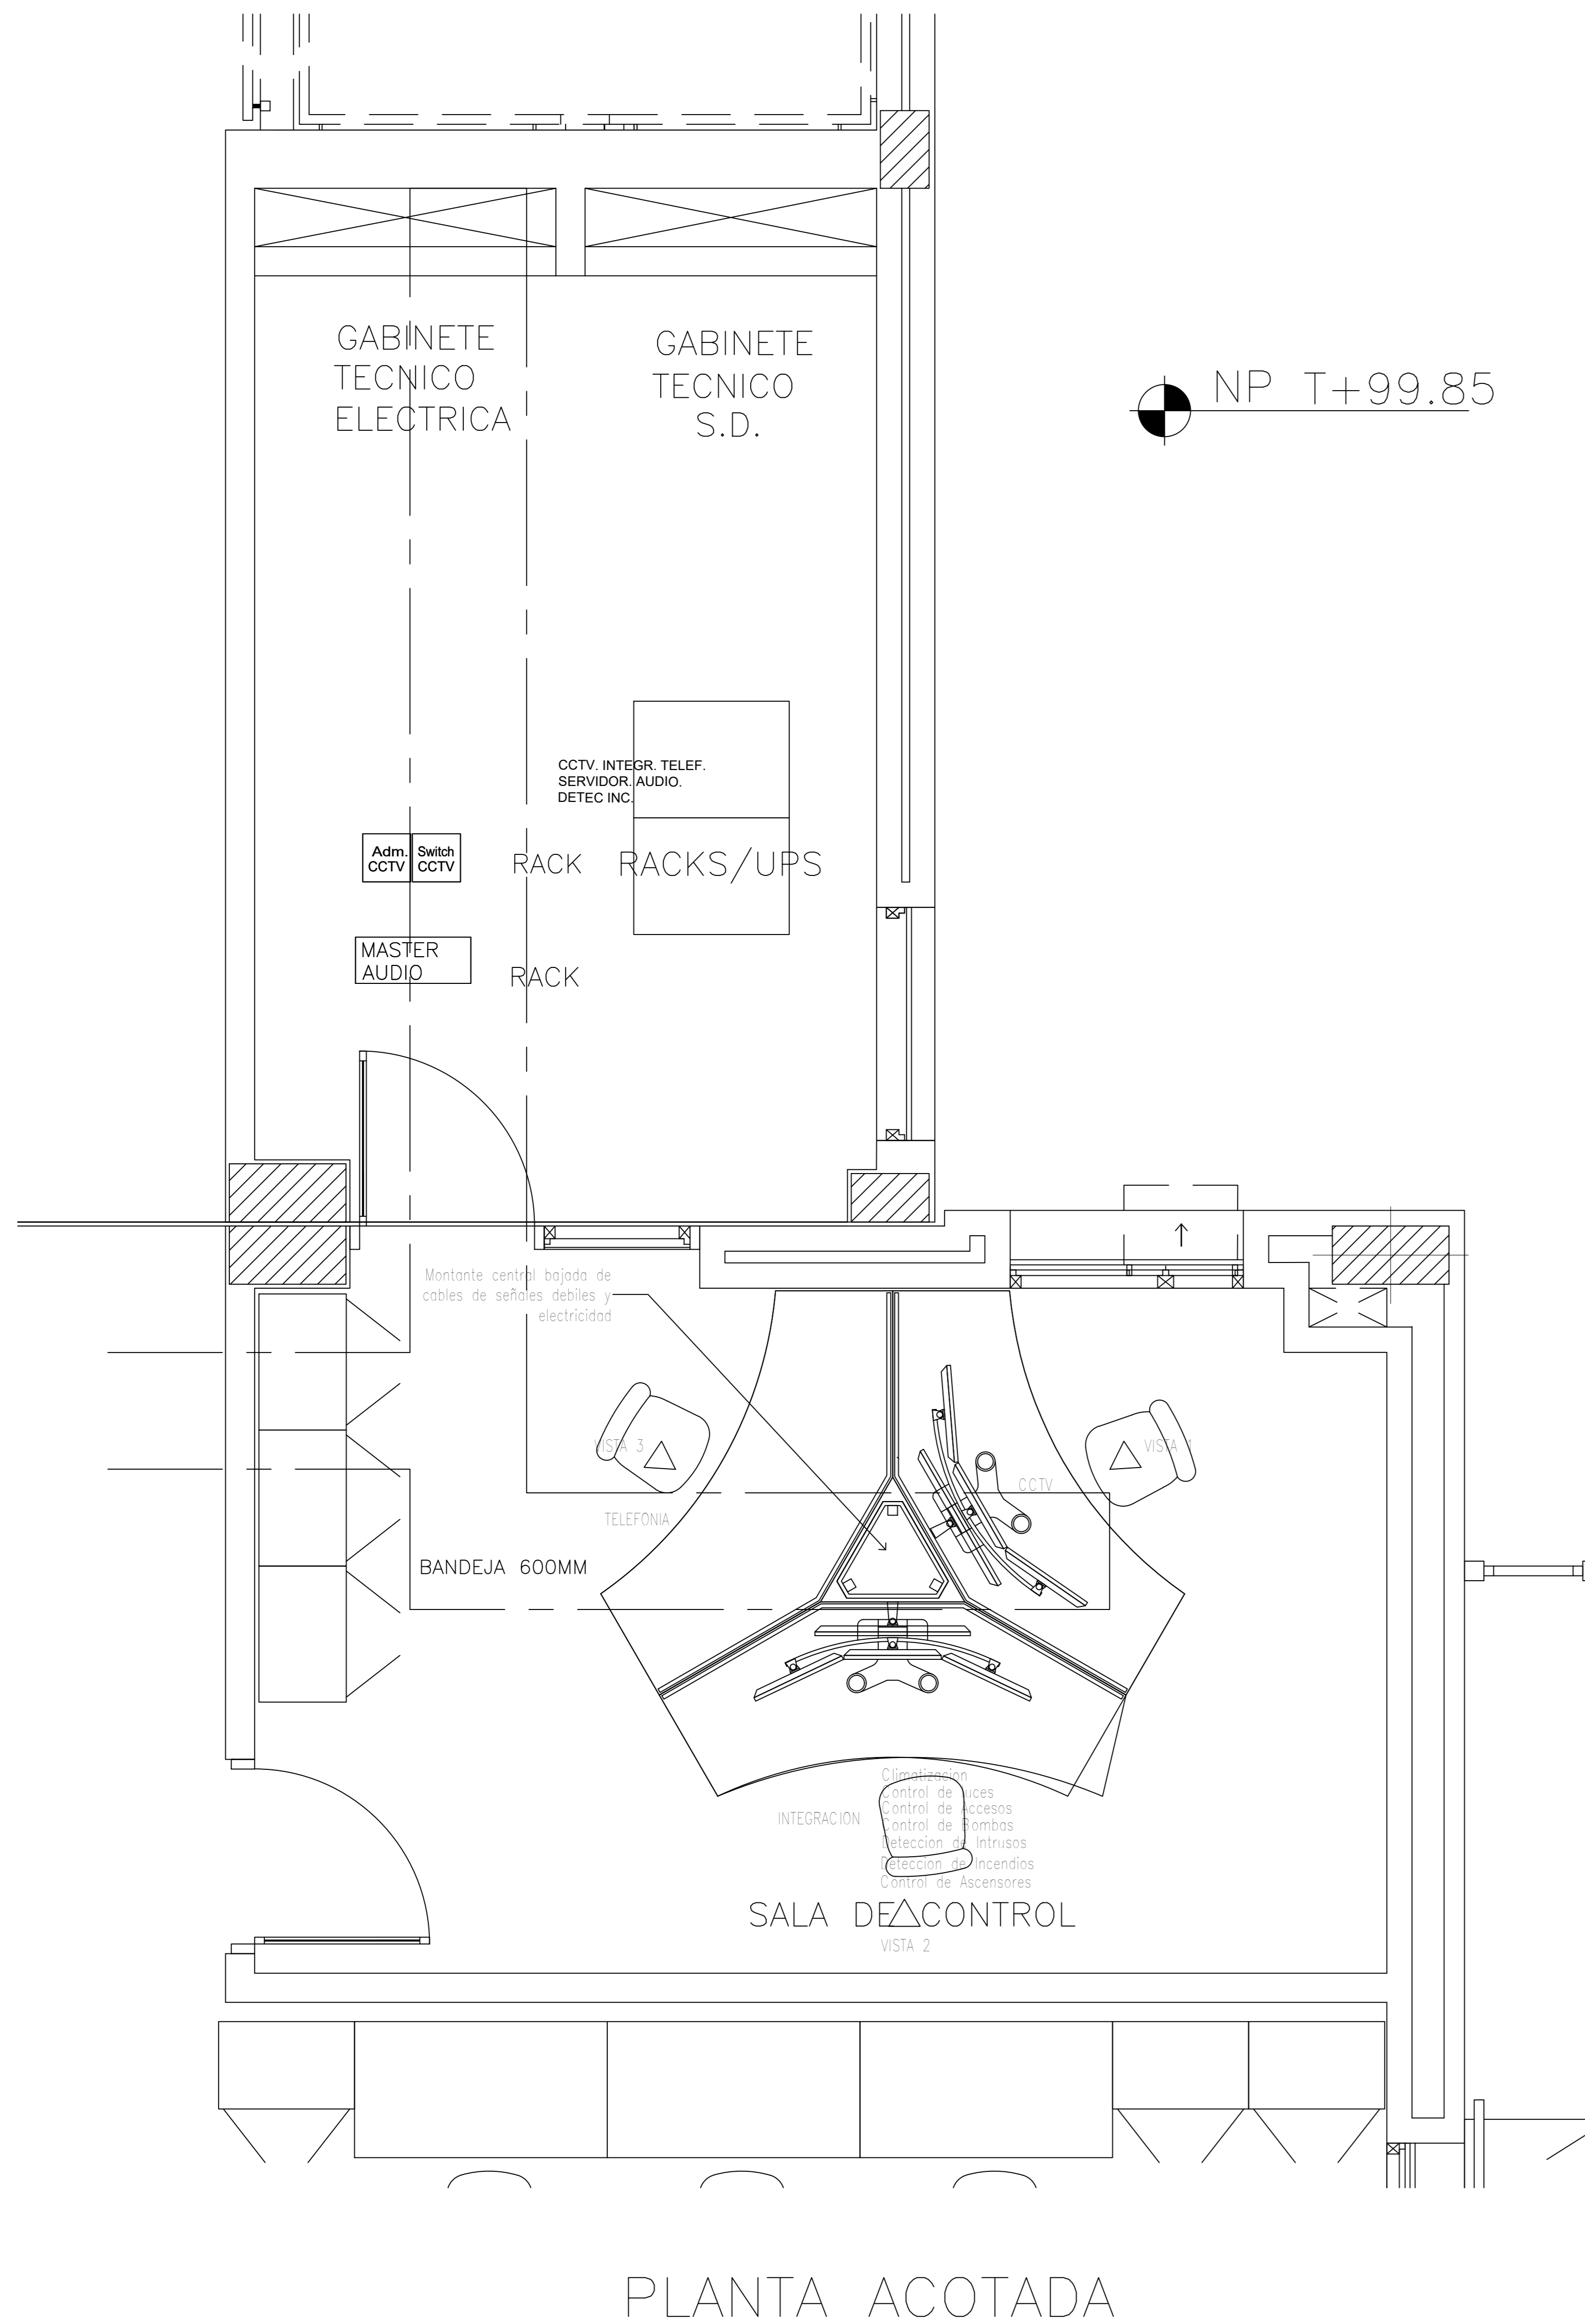 GABINETE
TECNICO
ELECTRICA
GABINETE
TECNICO
S.D.
NP T+99.85
CCTV. INTEGR. TELEF.
SERVIDOR. AUDIO.
DETEC INC.
Adm.
CCTV
Switch
CCTV
RACK
RACKS/UPS
MASTER
AUDIO
RACK
Montante central bajada de
cables de señales debiles y
electricidad
VISTA 3
VISTA 1
CCTV
TELEFONIA
BANDEJA 600MM
INTEGRACION
Climatizacion
Control de luces
Control de Accesos
Control de Bombas
Deteccion de Intrusos
Deteccion de Incendios
Control de Ascensores
SALA DE CONTROL
VISTA 2
PLANTA ACOTADA